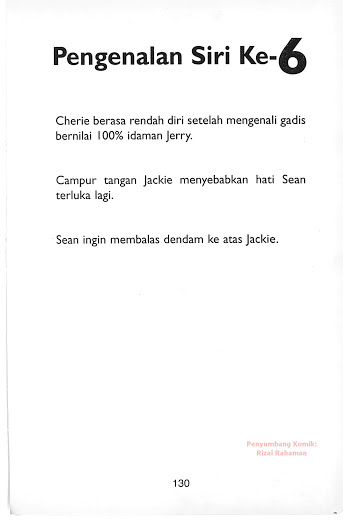 Pengenalan Siri Ke-6
Cherie berasa rendah diri setelah mengenali gadis
bernilai 100% idaman Jerry.
Campur tangan Jackie menyebabkan hati Sean
terluka lagi.
Sean ingin membalas dendam ke atas Jackie.
Penyumbang Komik:
Rizal Rahaman
130